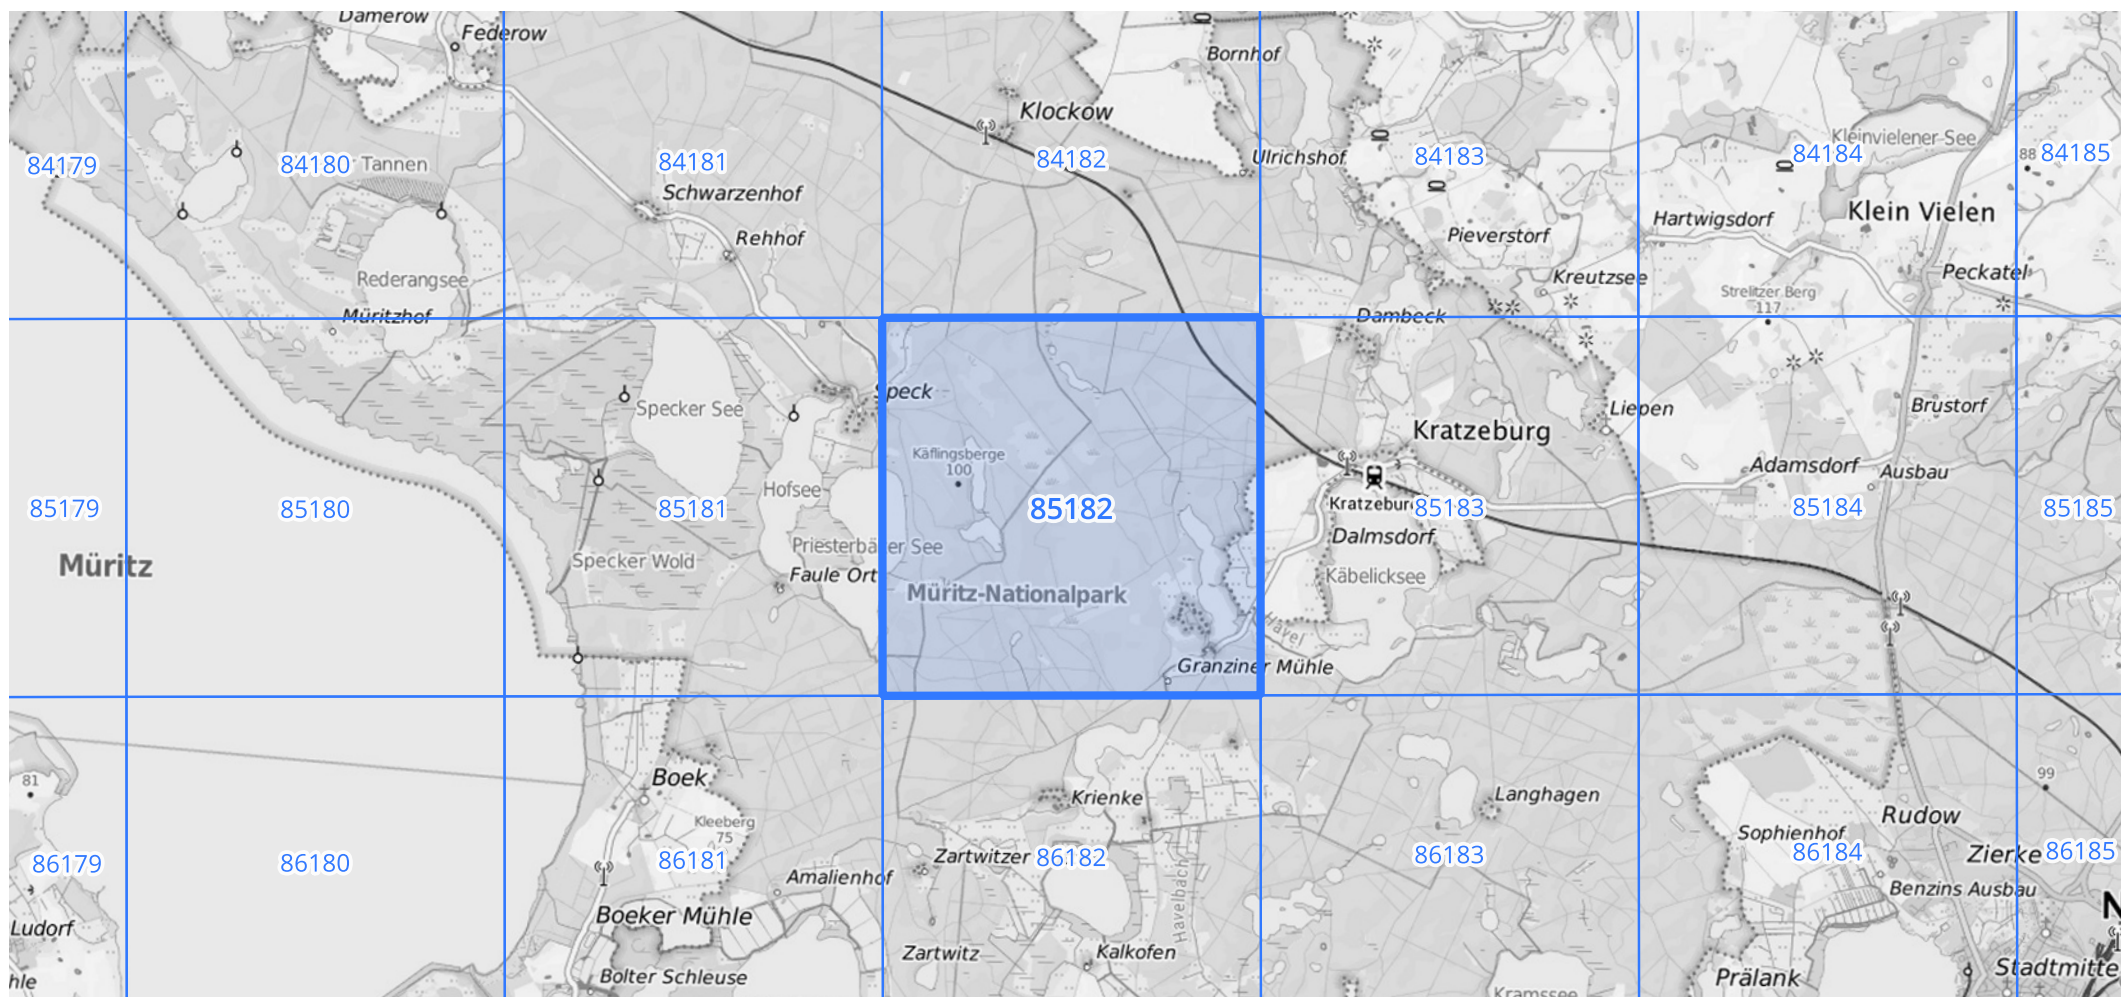 Damerow
Federow
Bornhof
Klockow
84179
84180
Tannen
84181
84182
Ulrichshof
84183
84184
Kleinvielener See
88
84185
Schwarzenhof
Rehhof
Hartwigsdorf
Klein Vielen
Pieverstorf
Rederangsee
Kreutzsee
Peckatel
Strelitzer Berg
117
Müritzhof
Dambeck
Specker See
Speck
Liepen
Brustorf
Kratzeburg
Käflingsberge
100
Adamsdorf
Ausbau
Hofsee
85179
85180
85181
85182
Kratzeburg
85183
85184
85185
Dalmsdorf
Müritz
Specker Wold
Priesterbäker See
Faule Ort
Käbelicksee
Müritz-Nationalpark
Havel
Granziner Mühle
81
Boek
99
Krienke
Langhagen
Kleeberg
75
Rudow
Sophienhof
86179
86180
86181
Zartwitzer
86182
86183
86184
Zierke
86185
Amalienhof
Benzins Ausbau
Havelbach
N
Ludorf
Boeker Mühle
Zartwitz
Kalkofen
hle
Bolter Schleuse
Prälank
Stadtmitte
Kramssee